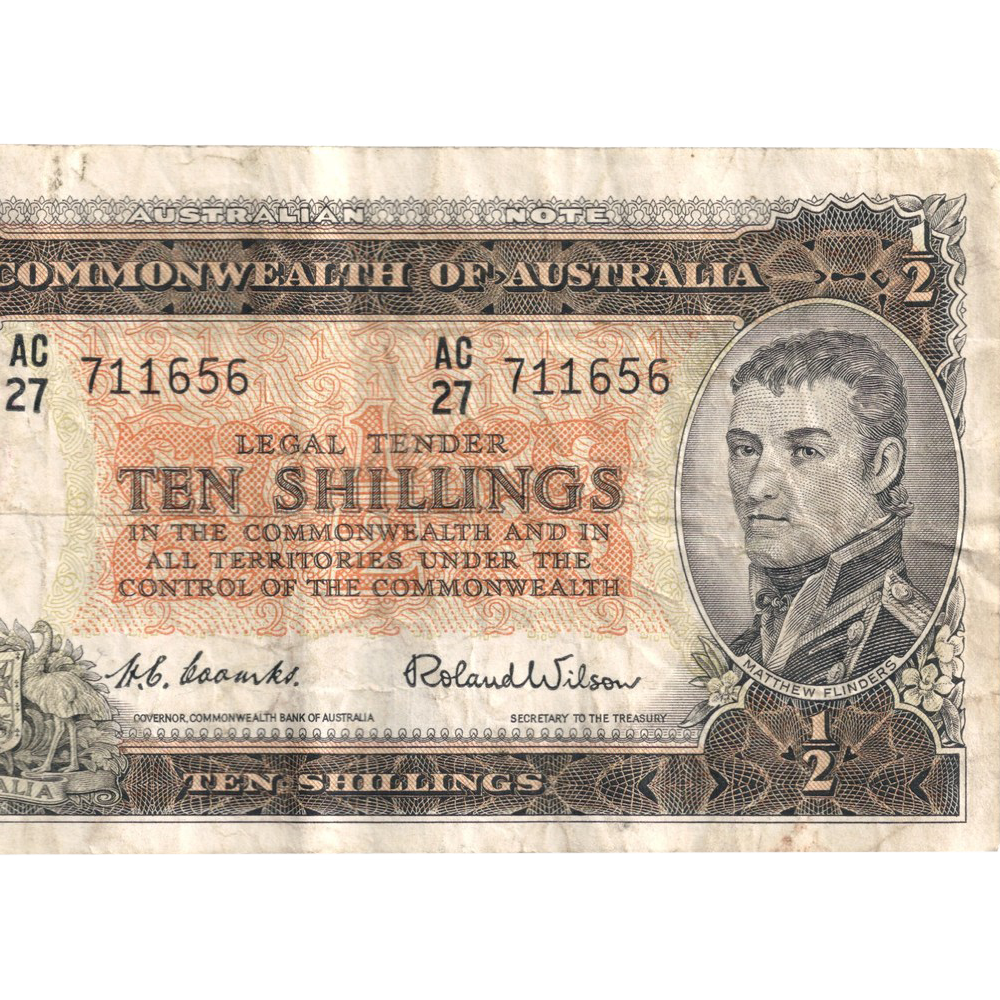 AUSTRALIAN NOTE
COMMONWEALTH OF AUSTRALIA
1/2
AC 27 711656
AC 27 711656
LEGAL TENDER
TEN SHILLINGS
IN THE COMMONWEALTH AND IN
ALL TERRITORIES UNDER THE
CONTROL OF THE COMMONWEALTH
H.C. Coombs.
Roland Wilson
GOVERNOR, COMMONWEALTH BANK OF AUSTRALIA
SECRETARY TO THE TREASURY
MATTHEW FLINDERS
1/2
ALIA
TEN SHILLINGS